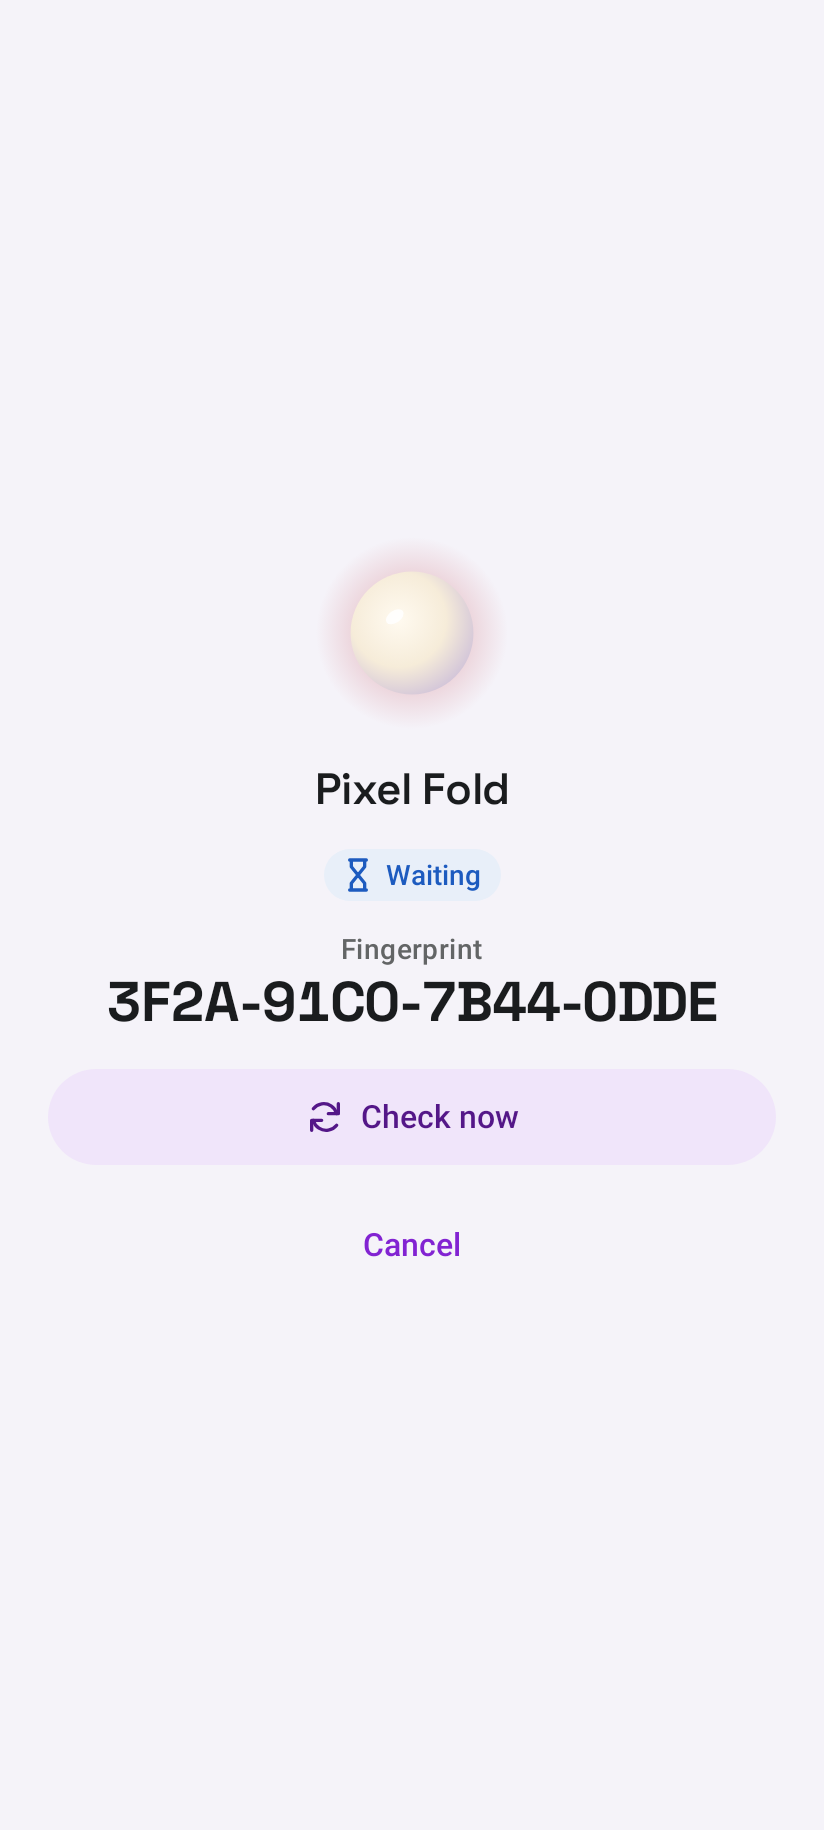 Pixel Fold
Waiting
Fingerprint
3F2A-91C0-7B44-0DDE
Check now
Cancel